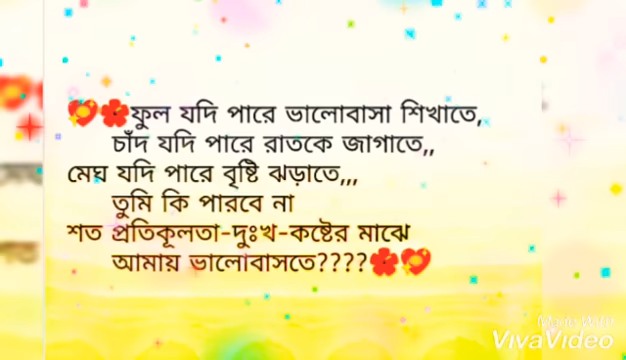 💖🌺ফুল যদি পারে ভালোবাসা শিখাতে,
চাঁদ যদি পারে রাতকে জাগাতে,,
মেঘ যদি পারে বৃষ্টি ঝড়াতে,,,
তুমি কি পারবে না
শত প্রতিকূলতা-দুঃখ-কষ্টের মাঝে
আমায় ভালোবাসতে????🌺💖
VivaVideo